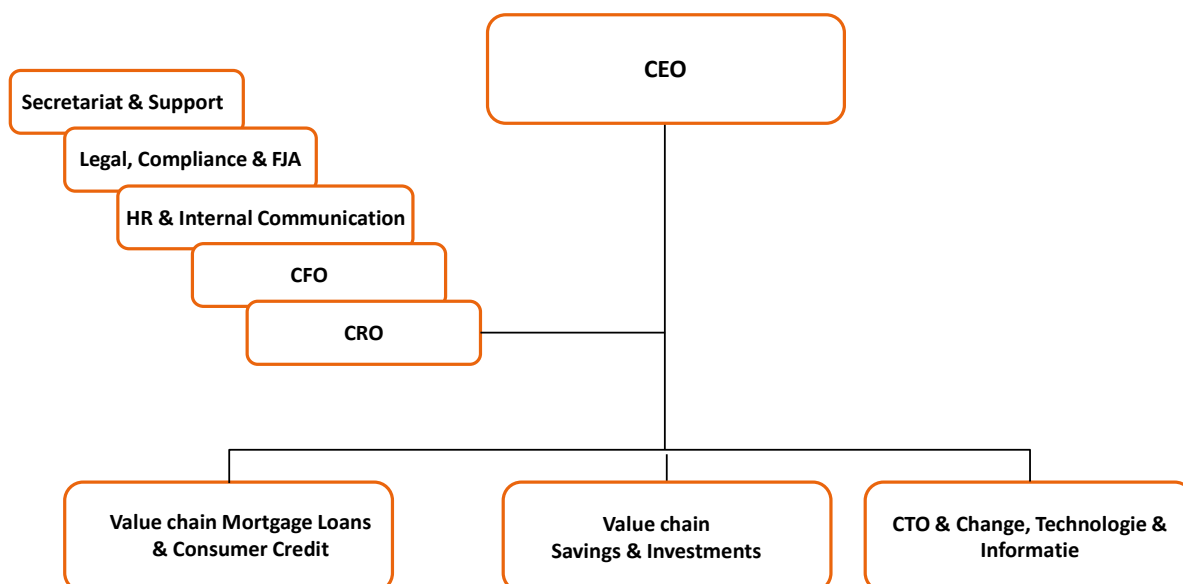 CEO
Secretariat & Support
Legal, Compliance & FJA
HR & Internal Communication
CFO
CRO
Value chain Mortgage Loans
& Consumer Credit
Value chain
Savings & Investments
CTO & Change, Technologie &
Informatie